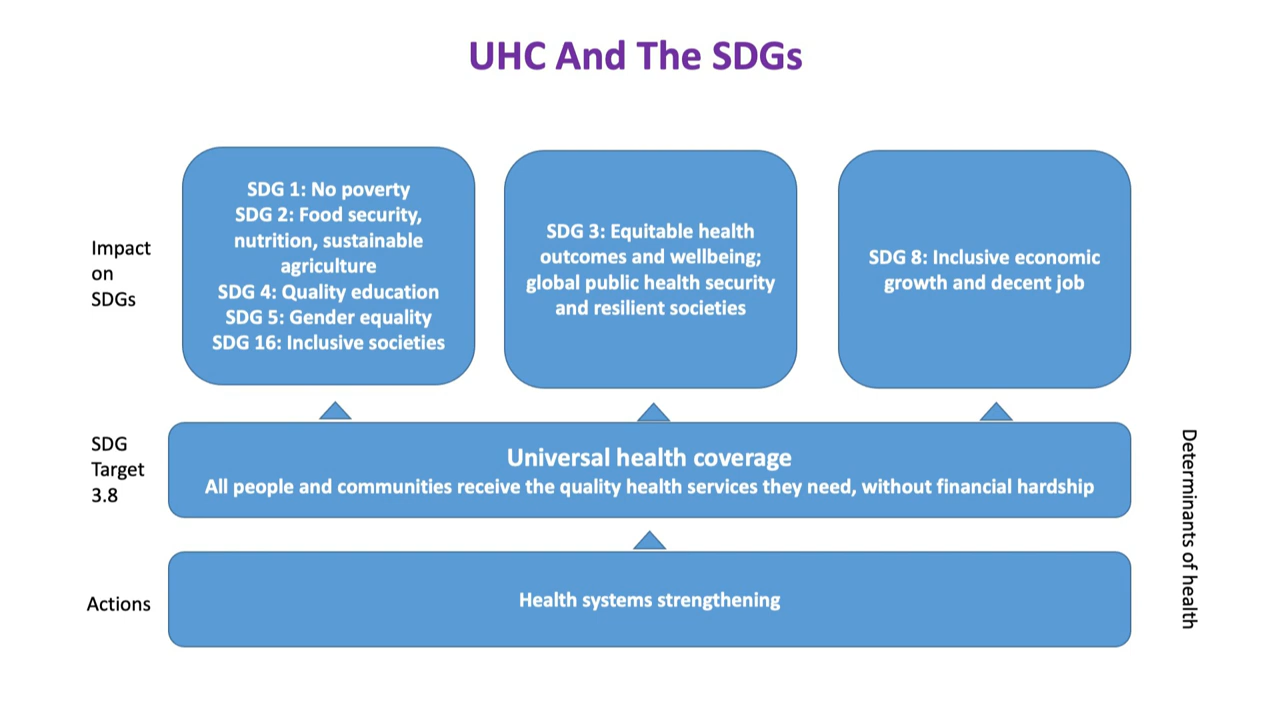 UHC And The SDGs
Impact
on
SDGs
SDG 1: No poverty
SDG 2: Food security,
nutrition, sustainable
agriculture
SDG 4: Quality education
SDG 5: Gender equality
SDG 16: Inclusive societies
SDG 3: Equitable health
outcomes and wellbeing;
global public health security
and resilient societies
SDG 8: Inclusive economic
growth and decent job
SDG
Target
3.8
Universal health coverage
All people and communities receive the quality health services they need, without financial hardship
Actions
Health systems strengthening
Determinants of health